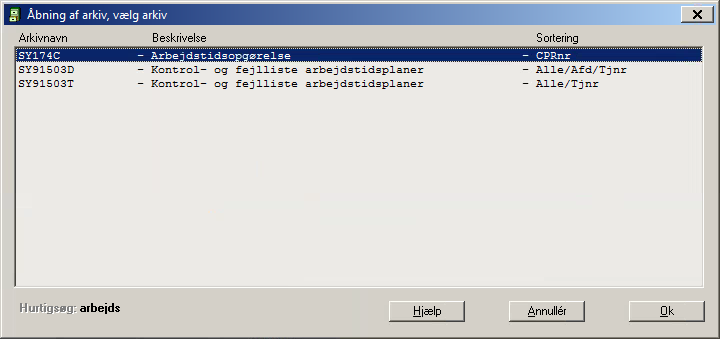 Åbning af arkiv, vælg arkiv
Arkivnavn Beskrivelse Sortering
SY174C - Arbejdstidsopgørelse - CPRnr
SY91503D - Kontrol- og fejlliste arbejdstidsplaner - Alle/Afd/Tjnr
SY91503T - Kontrol- og fejlliste arbejdstidsplaner - Alle/Tjnr
Hurtigsøg: arbejds Hjælp Annullér Ok